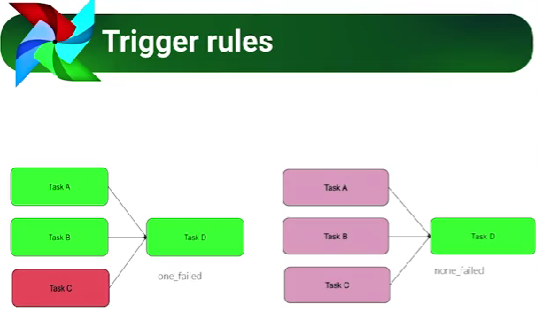 Trigger rules
Task A
Task B
Task C
Task D
one_failed
Task A
Task B
Task C
Task D
none_failed